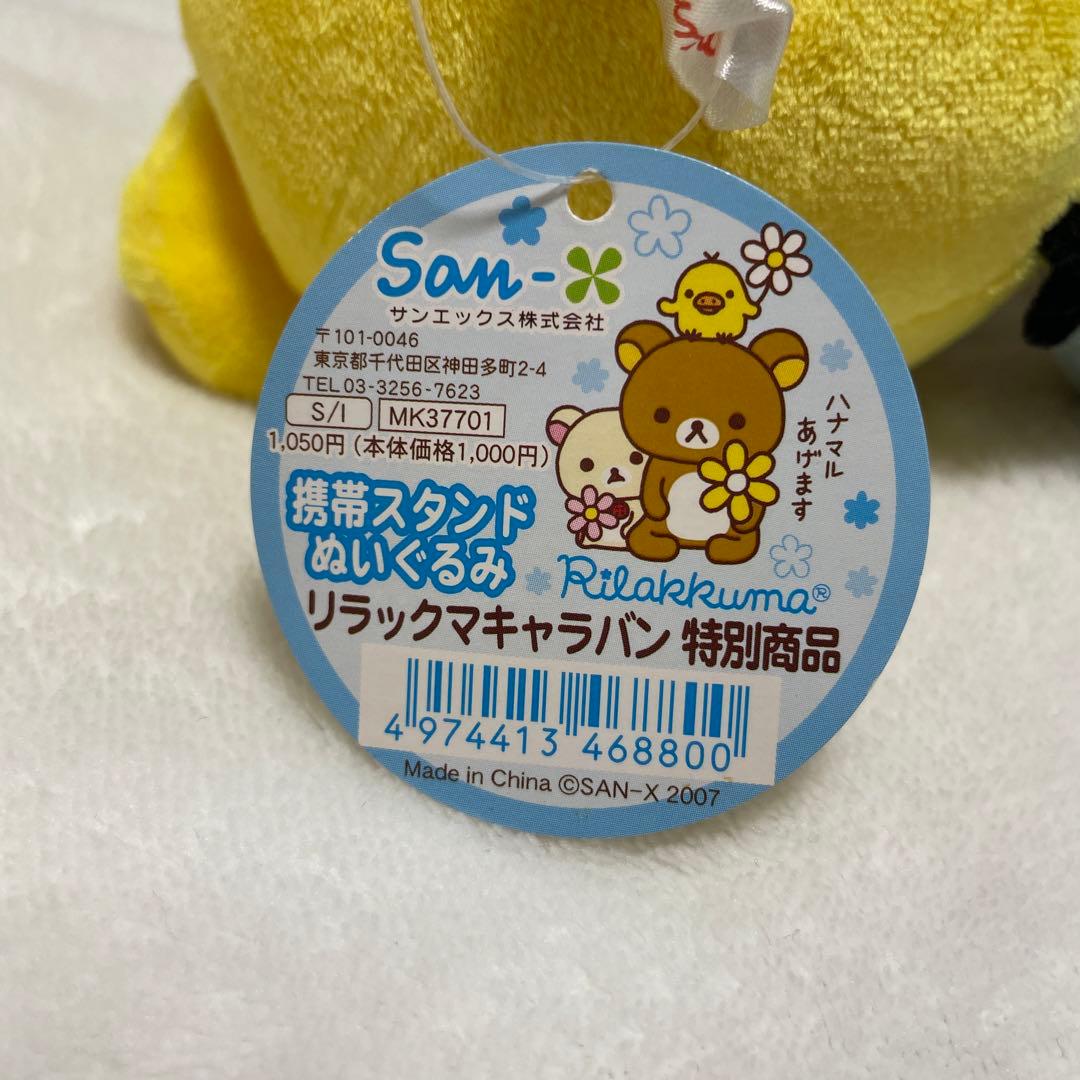 San-X
サンエックス株式会社
〒101-0046
東京都千代田区神田多町2-4
TEL 03-3256-7623
S/I MK37701
1,050円(本体価格1,000円)
ハナマル
あげます
携帯スタンド
ぬいぐるみ
Rilakkuma®
リラックマキャラバン 特別商品
4 974413 468800
Made in China ©SAN-X 2007